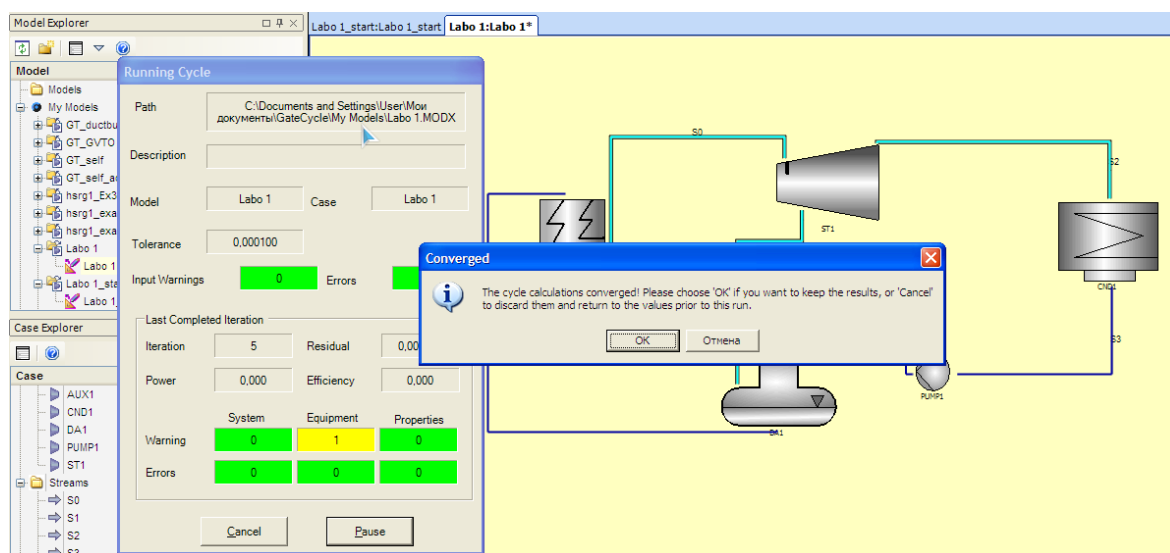 Model Explorer
Labo 1_start:Labo 1_start
Labo 1:Labo 1*
Model
Models
My Models
GT_ductbu
GT_GVTO
GT_self
GT_self_a
hsrg1_Ex3
hsrg1_exa
hsrg1_exa
Labo 1
Labo 1
Labo 1_sta
Labo 1_
Case Explorer
Case
AUX1
CND1
DA1
PUMP1
ST1
Streams
S0
S1
S2
S3
Running Cycle
Path
C:\Documents and Settings\User\Мои
документы\GateCycle\My Models\Labo 1.MODX
Description
Model
Labo 1
Case
Labo 1
Tolerance
0,000100
Input Warnings
0
Errors
Last Completed Iteration
Iteration
5
Residual
0,00
Power
0,000
Efficiency
0,000
System
Equipment
Properties
Warning
0
1
0
Errors
0
0
0
Cancel
Pause
Converged
The cycle calculations converged! Please choose 'OK' if you want to keep the results, or 'Cancel'
to discard them and return to the values prior to this run.
OK
Отмена
S0
S2
ST1
CND1
S3
PUMP1
DA1